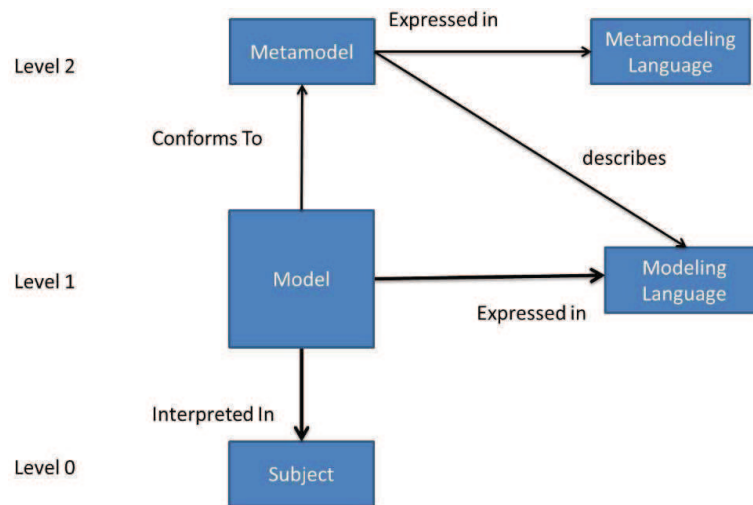 Expressed in
Level 2
Metamodel
Metamodeling
Language
Conforms To
describes
Level 1
Model
Modeling
Language
Expressed in
Interpreted In
Level 0
Subject